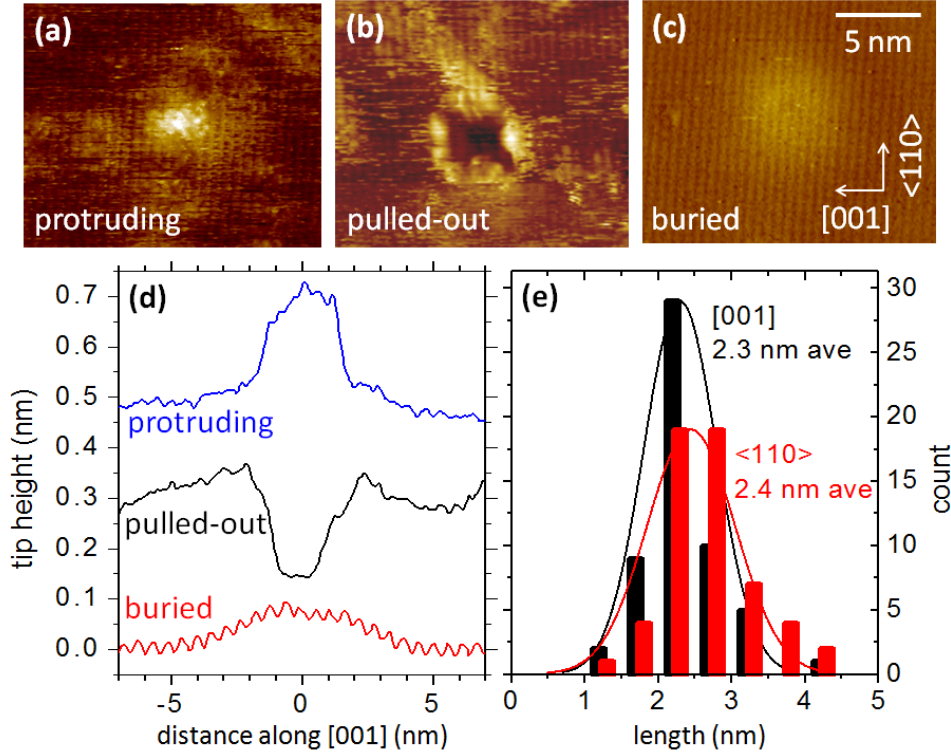 (a)
protruding
(b)
pulled-out
(c)
5 nm
<110>
[001]
buried
(d)
tip height (nm)
0.7
0.6
0.5
0.4
0.3
0.2
0.1
0.0
protruding
pulled-out
buried
-5
0
5
distance along [001] (nm)
(e)
[001]
2.3 nm ave
<110>
2.4 nm ave
30
25
20
15
10
5
0
count
0
1
2
3
4
5
length (nm)